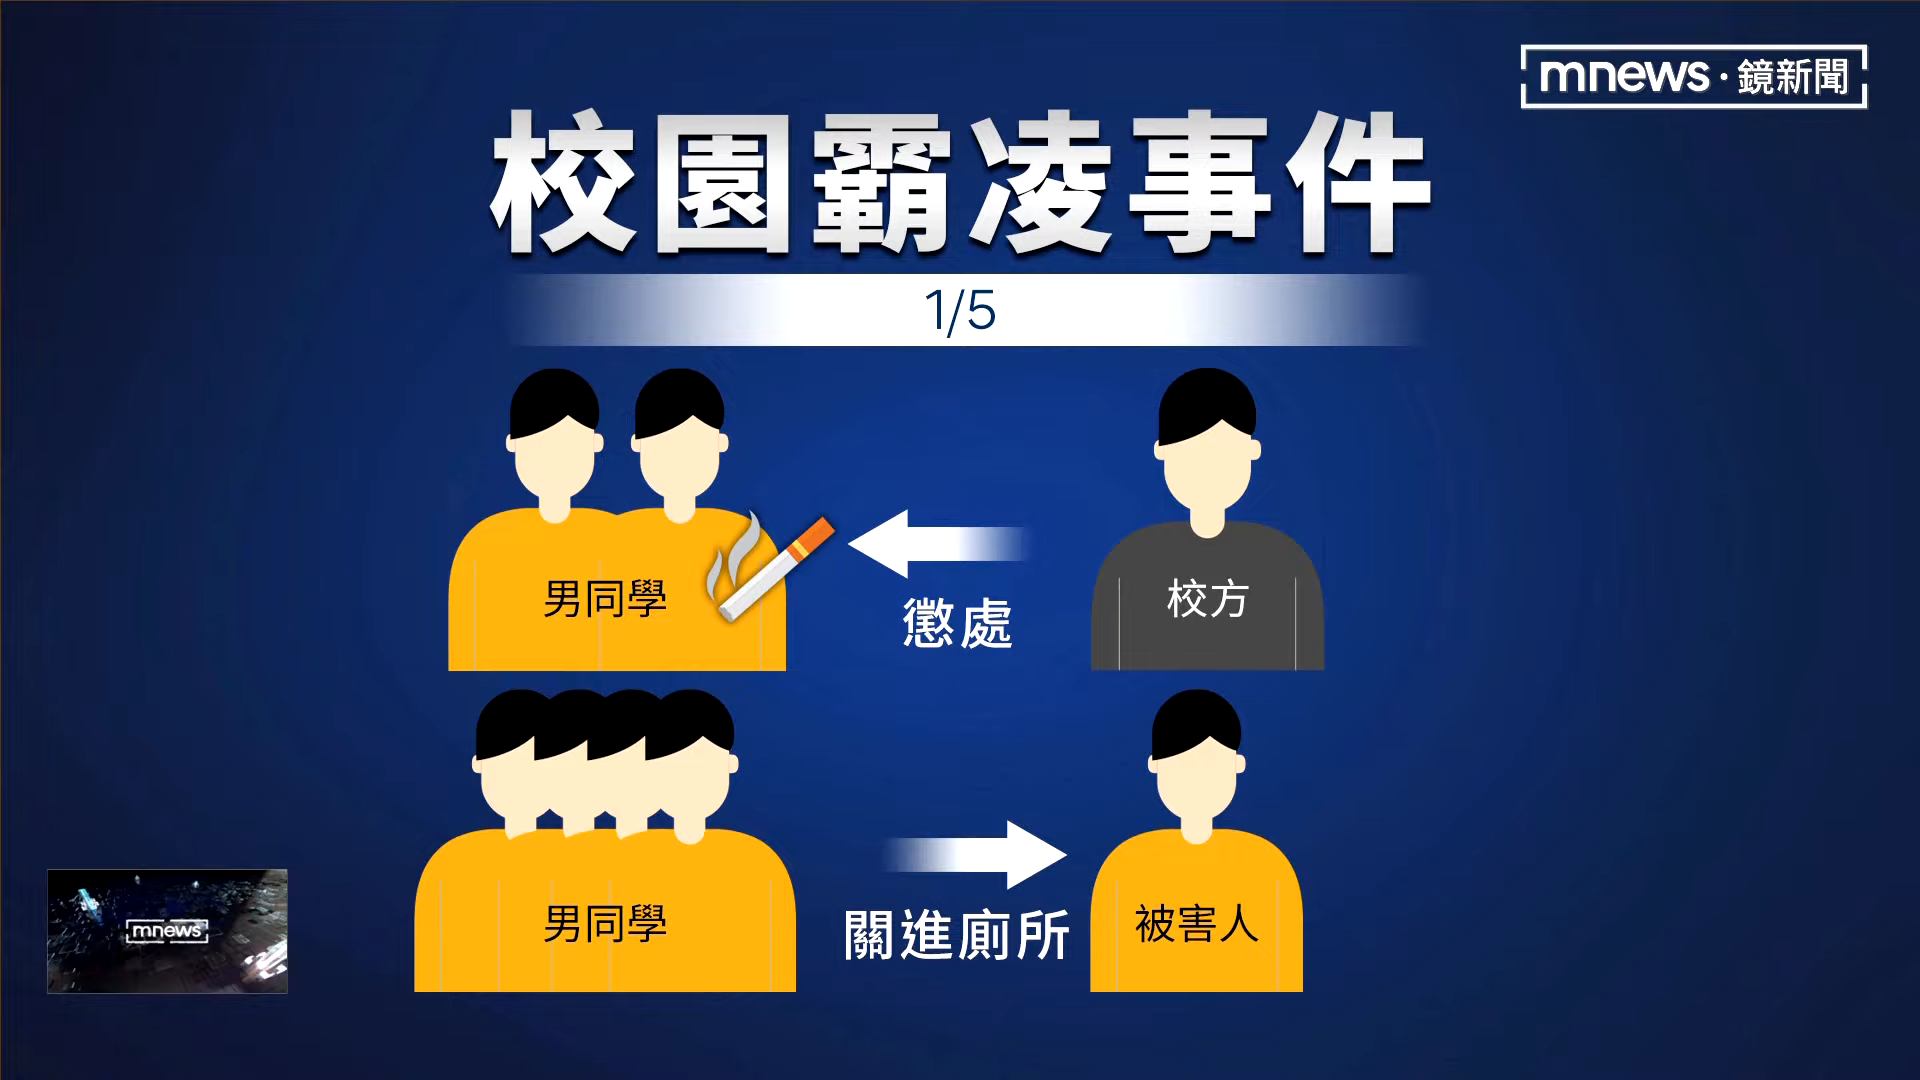 mnews·鏡新聞
校園霸凌事件
1/5
男同學
懲處
校方
男同學
關進廁所
被害人
mnews